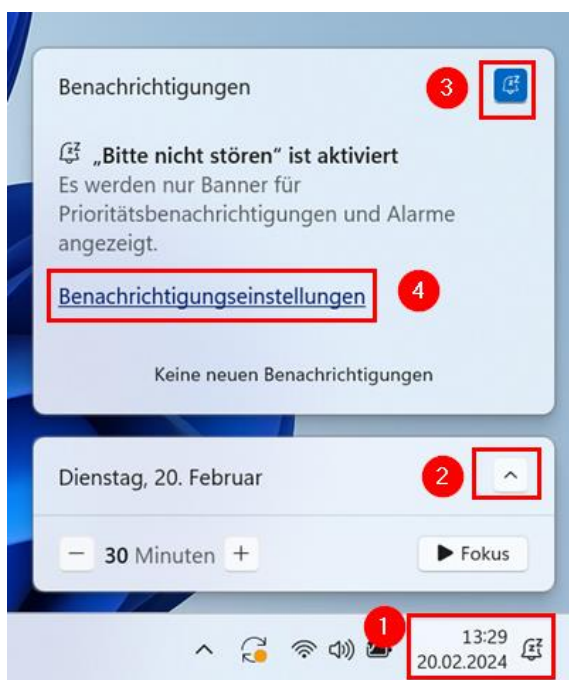 Benachrichtigungen
3
„Bitte nicht stören“ ist aktiviert
Es werden nur Banner für
Prioritätsbenachrichtigungen und Alarme
angezeigt.
Benachrichtigungseinstellungen
4
Keine neuen Benachrichtigungen
Dienstag, 20. Februar
2
− 30 Minuten +
Fokus
1
13:29
20.02.2024